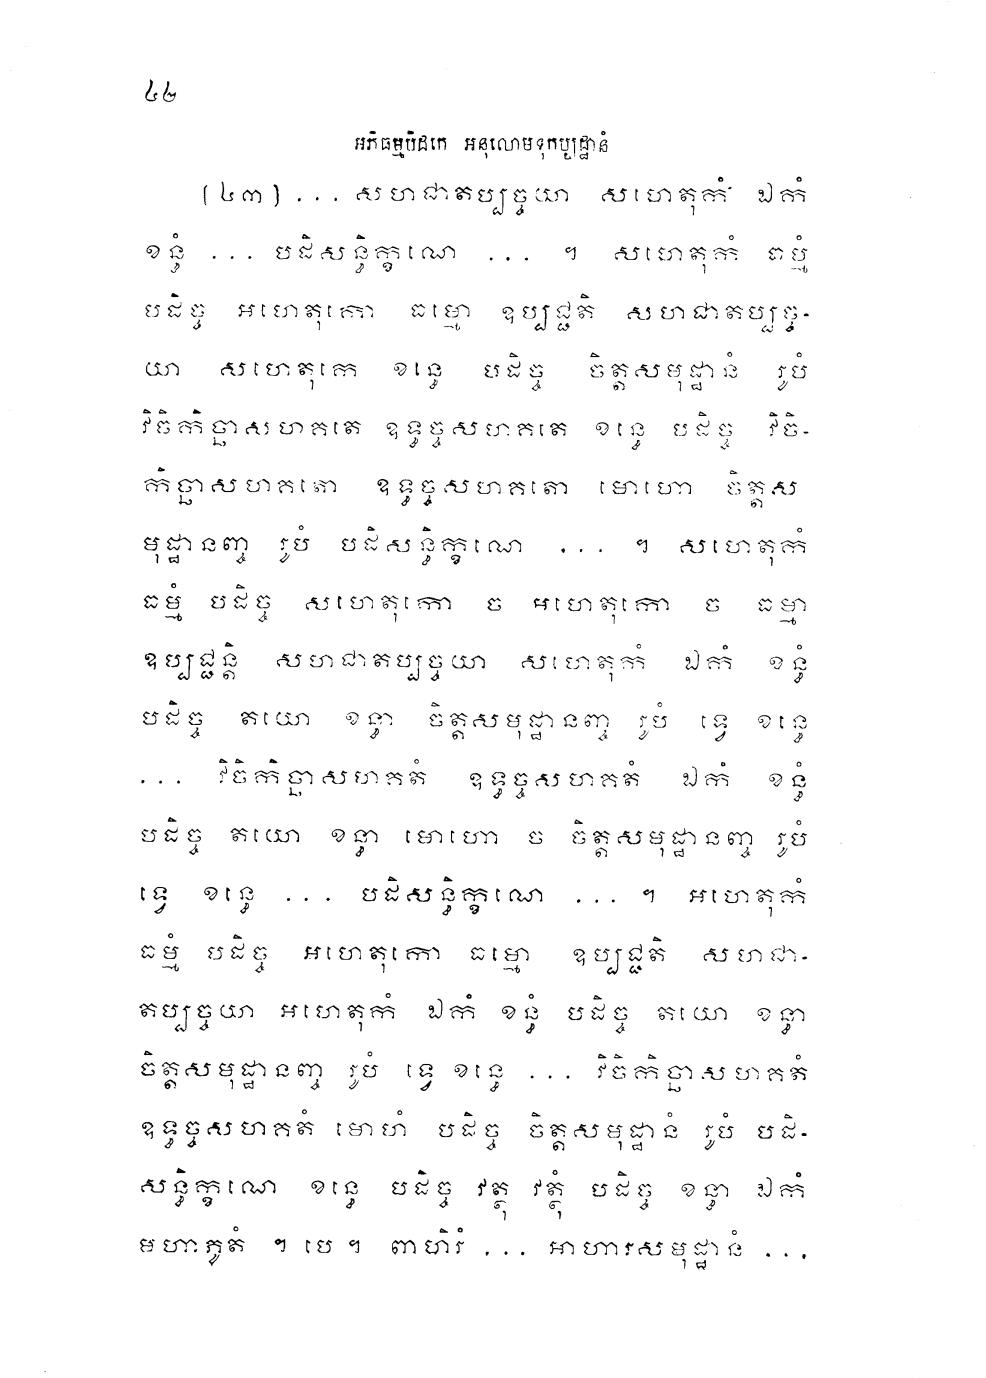 ៤២
អភិធម្មបិដកេ អនុលោមទុកប្បដ្ឋានំ
(៤៣) ... សហជាតប្បច្ចយា សហេតុកំ ឯកំ
ខន្ធំ ... បដិសន្ធិក្ខណេ ... ។ សហេតុកំ ធម្មំ
បដិច្ច អហេតុកោ ធម្មោ ឧប្បជ្ជតិ សហជាតប្បច្ច-
យា សហេតុកេ ខន្ធេ បដិច្ច ចិត្តសមុដ្ឋានំ រូបំ
វិចិកិច្ឆាសហគតេ ឧទ្ធច្ចសហគតេ ខន្ធេ បដិច្ច វិចិ-
កិច្ឆាសហគតោ ឧទ្ធច្ចសហគតោ មោហោ ចិត្តស
មុដ្ឋានញ្ច រូបំ បដិសន្ធិក្ខណេ ... ។ សហេតុកំ
ធម្មំ បដិច្ច សហេតុកោ ច អហេតុកោ ច ធម្មា
ឧប្បជ្ជន្តិ សហជាតប្បច្ចយា សហេតុកំ ឯកំ ខន្ធំ
បដិច្ច តយោ ខន្ធា ចិត្តសមុដ្ឋានញ្ច រូបំ ទ្វេ ខន្ធេ
... វិចិកិច្ឆាសហគតំ ឧទ្ធច្ចសហគតំ ឯកំ ខន្ធំ
បដិច្ច តយោ ខន្ធា មោហោ ច ចិត្តសមុដ្ឋានញ្ច រូបំ
ទ្វេ ខន្ធេ ... បដិសន្ធិក្ខណេ ... ។ អហេតុកំ
ធម្មំ បដិច្ច អហេតុកោ ធម្មោ ឧប្បជ្ជតិ សហជា-
តប្បច្ចយា អហេតុកំ ឯកំ ខន្ធំ បដិច្ច តយោ ខន្ធា
ចិត្តសមុដ្ឋានញ្ច រូបំ ទ្វេ ខន្ធេ ... វិចិកិច្ឆាសហគតំ
ឧទ្ធច្ចសហគតំ មោហំ បដិច្ច ចិត្តសមុដ្ឋានំ រូបំ បដិ-
សន្ធិក្ខណេ ខន្ធេ បដិច្ច វត្ថុ វត្ថុំ បដិច្ច ខន្ធា ឯកំ
មហាភូតំ ។ បេ ។ ពាហិរំ ... អាហារសមុដ្ឋានំ ...